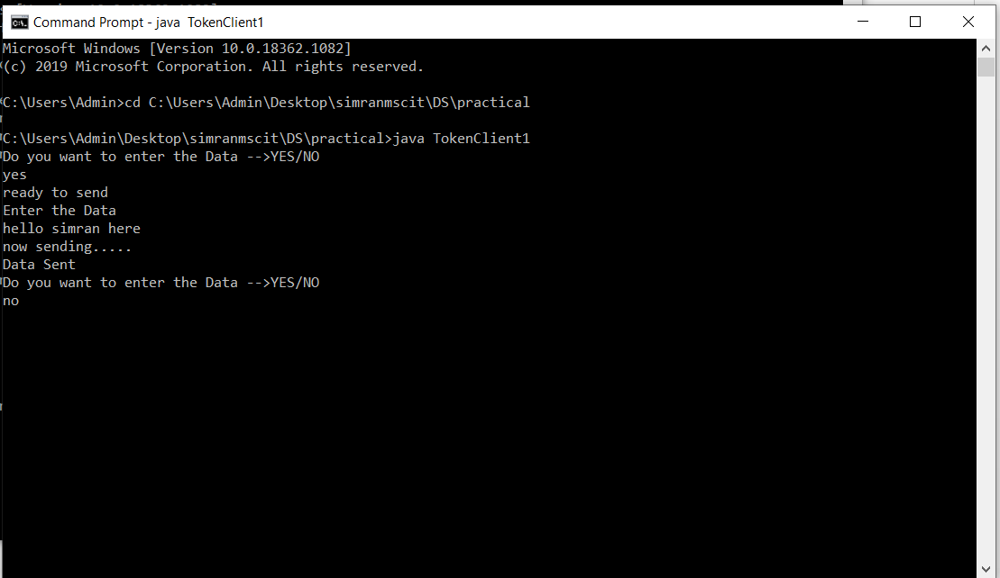 Command Prompt - java  TokenClient1
Microsoft Windows [Version 10.0.18362.1082]
(c) 2019 Microsoft Corporation. All rights reserved.
C:\Users\Admin>cd C:\Users\Admin\Desktop\simranmscit\DS\practical
C:\Users\Admin\Desktop\simranmscit\DS\practical>java TokenClient1
Do you want to enter the Data -->YES/NO
yes
ready to send
Enter the Data
hello simran here
now sending.....
Data Sent
Do you want to enter the Data -->YES/NO
no